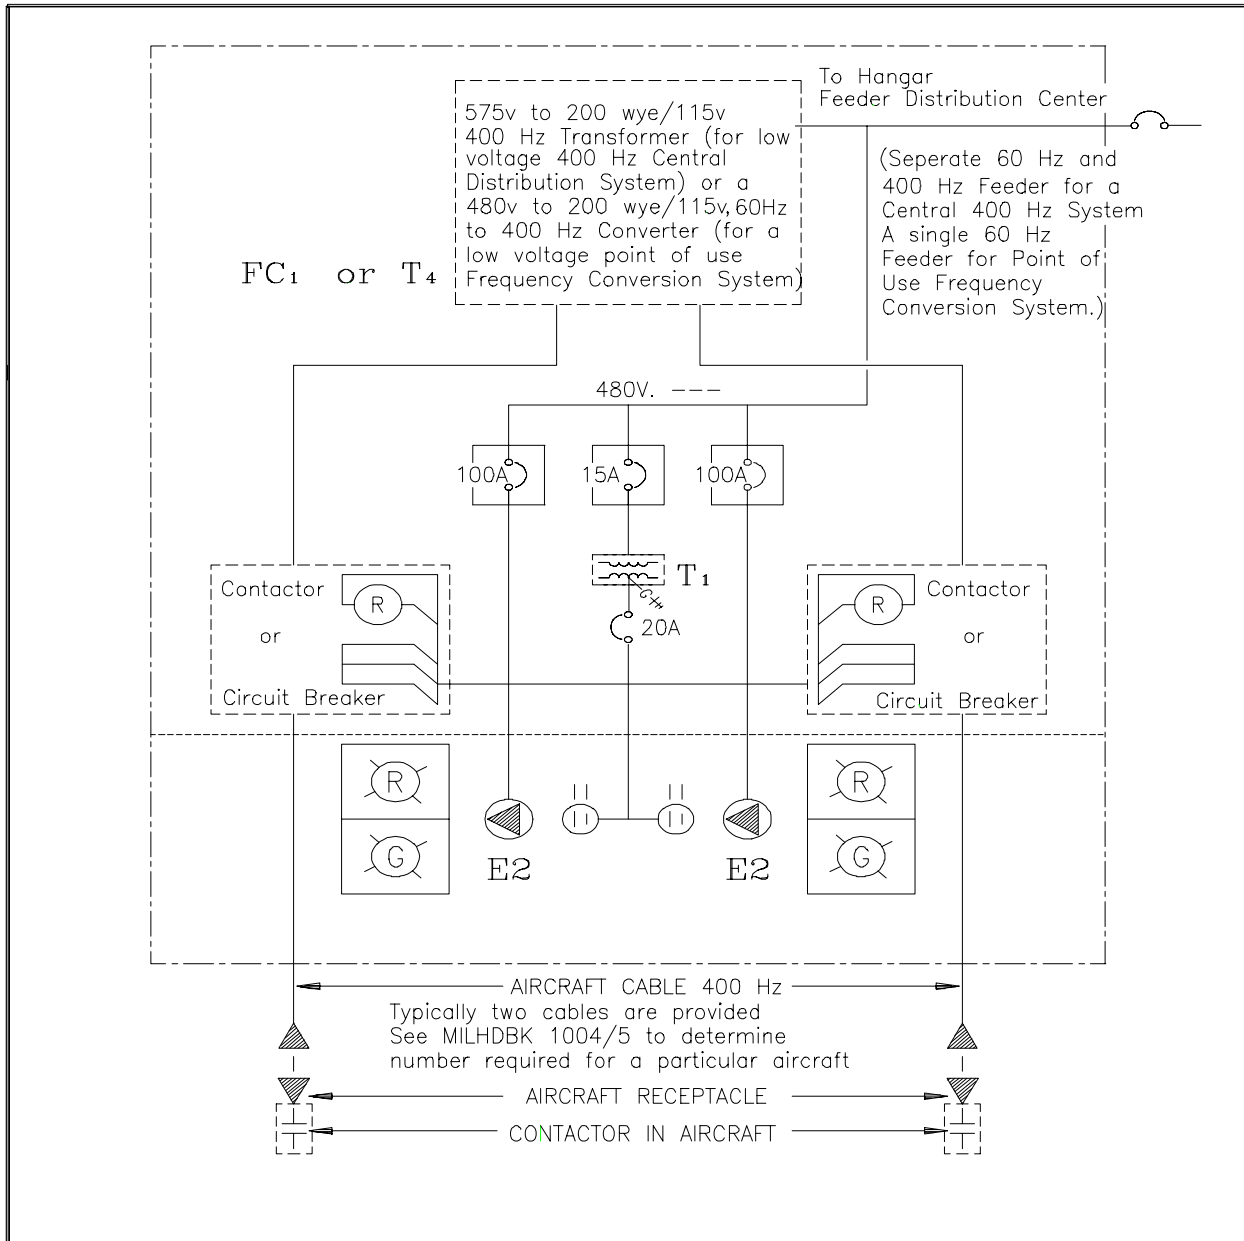 To Hangar
Feeder Distribution Center
575v to 200 wye/115v
400 Hz Transformer (for low
voltage 400 Hz Central
Distribution System) or a
480v to 200 wye/115v,60Hz
to 400 Hz Converter (for a
low voltage point of use
Frequency Conversion System)
(Seperate 60 Hz and
400 Hz Feeder for a
Central 400 Hz System
A single 60 Hz
Feeder for Point of
Use Frequency
Conversion System.)
FC1 or T4
480V. ---
100A
15A
100A
T1
G
20A
Contactor
or
Circuit Breaker
R
R
Contactor
or
Circuit Breaker
R
G
R
G
E2
E2
AIRCRAFT CABLE 400 Hz
Typically two cables are provided
See MILHDBK 1004/5 to determine
number required for a particular aircraft
AIRCRAFT RECEPTACLE
CONTACTOR IN AIRCRAFT